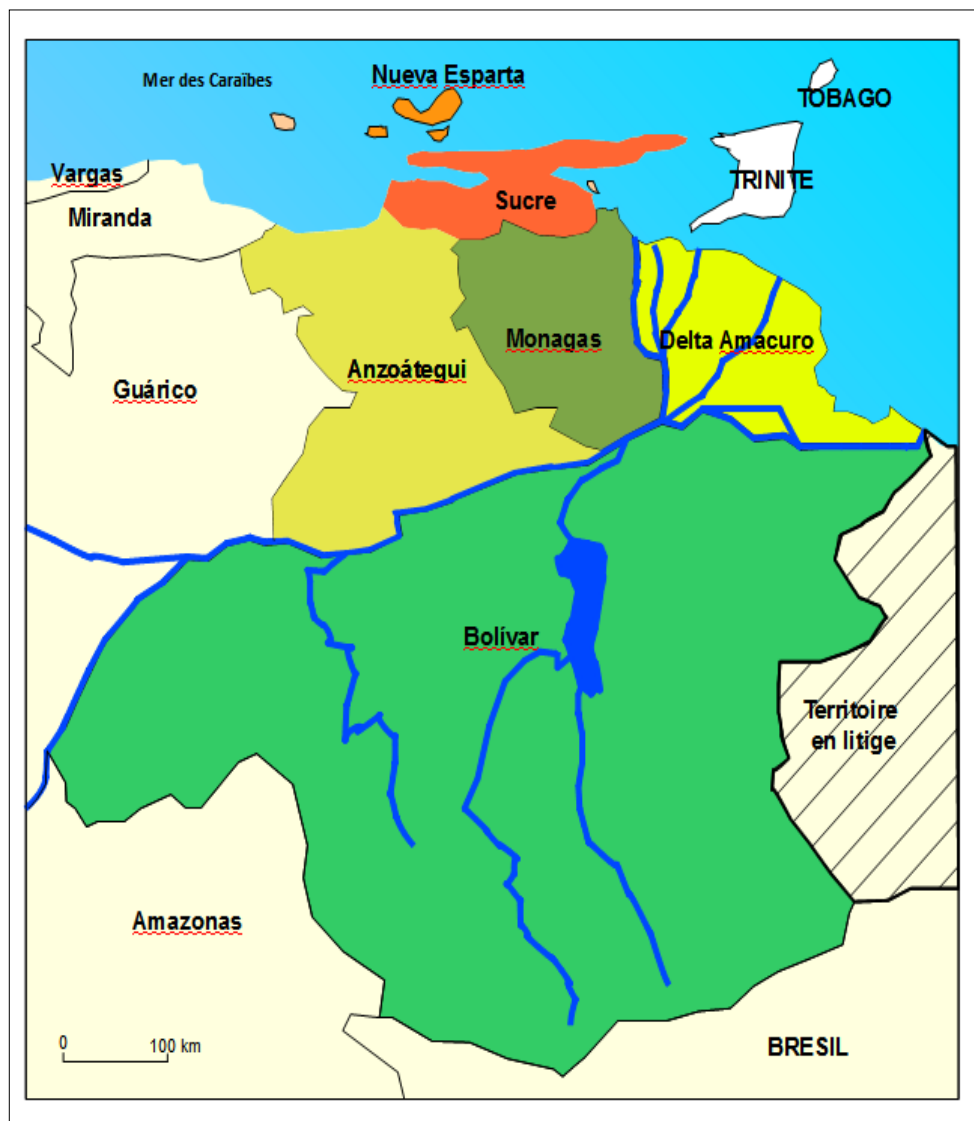 Mer des Caraïbes
Nueva Esparta
TOBAGO
Vargas
TRINITE
Miranda
Sucre
Monagas
Delta Amacuro
Anzoátegui
Guárico
Bolívar
Territoire
en litige
Amazonas
0 100 km
BRESIL